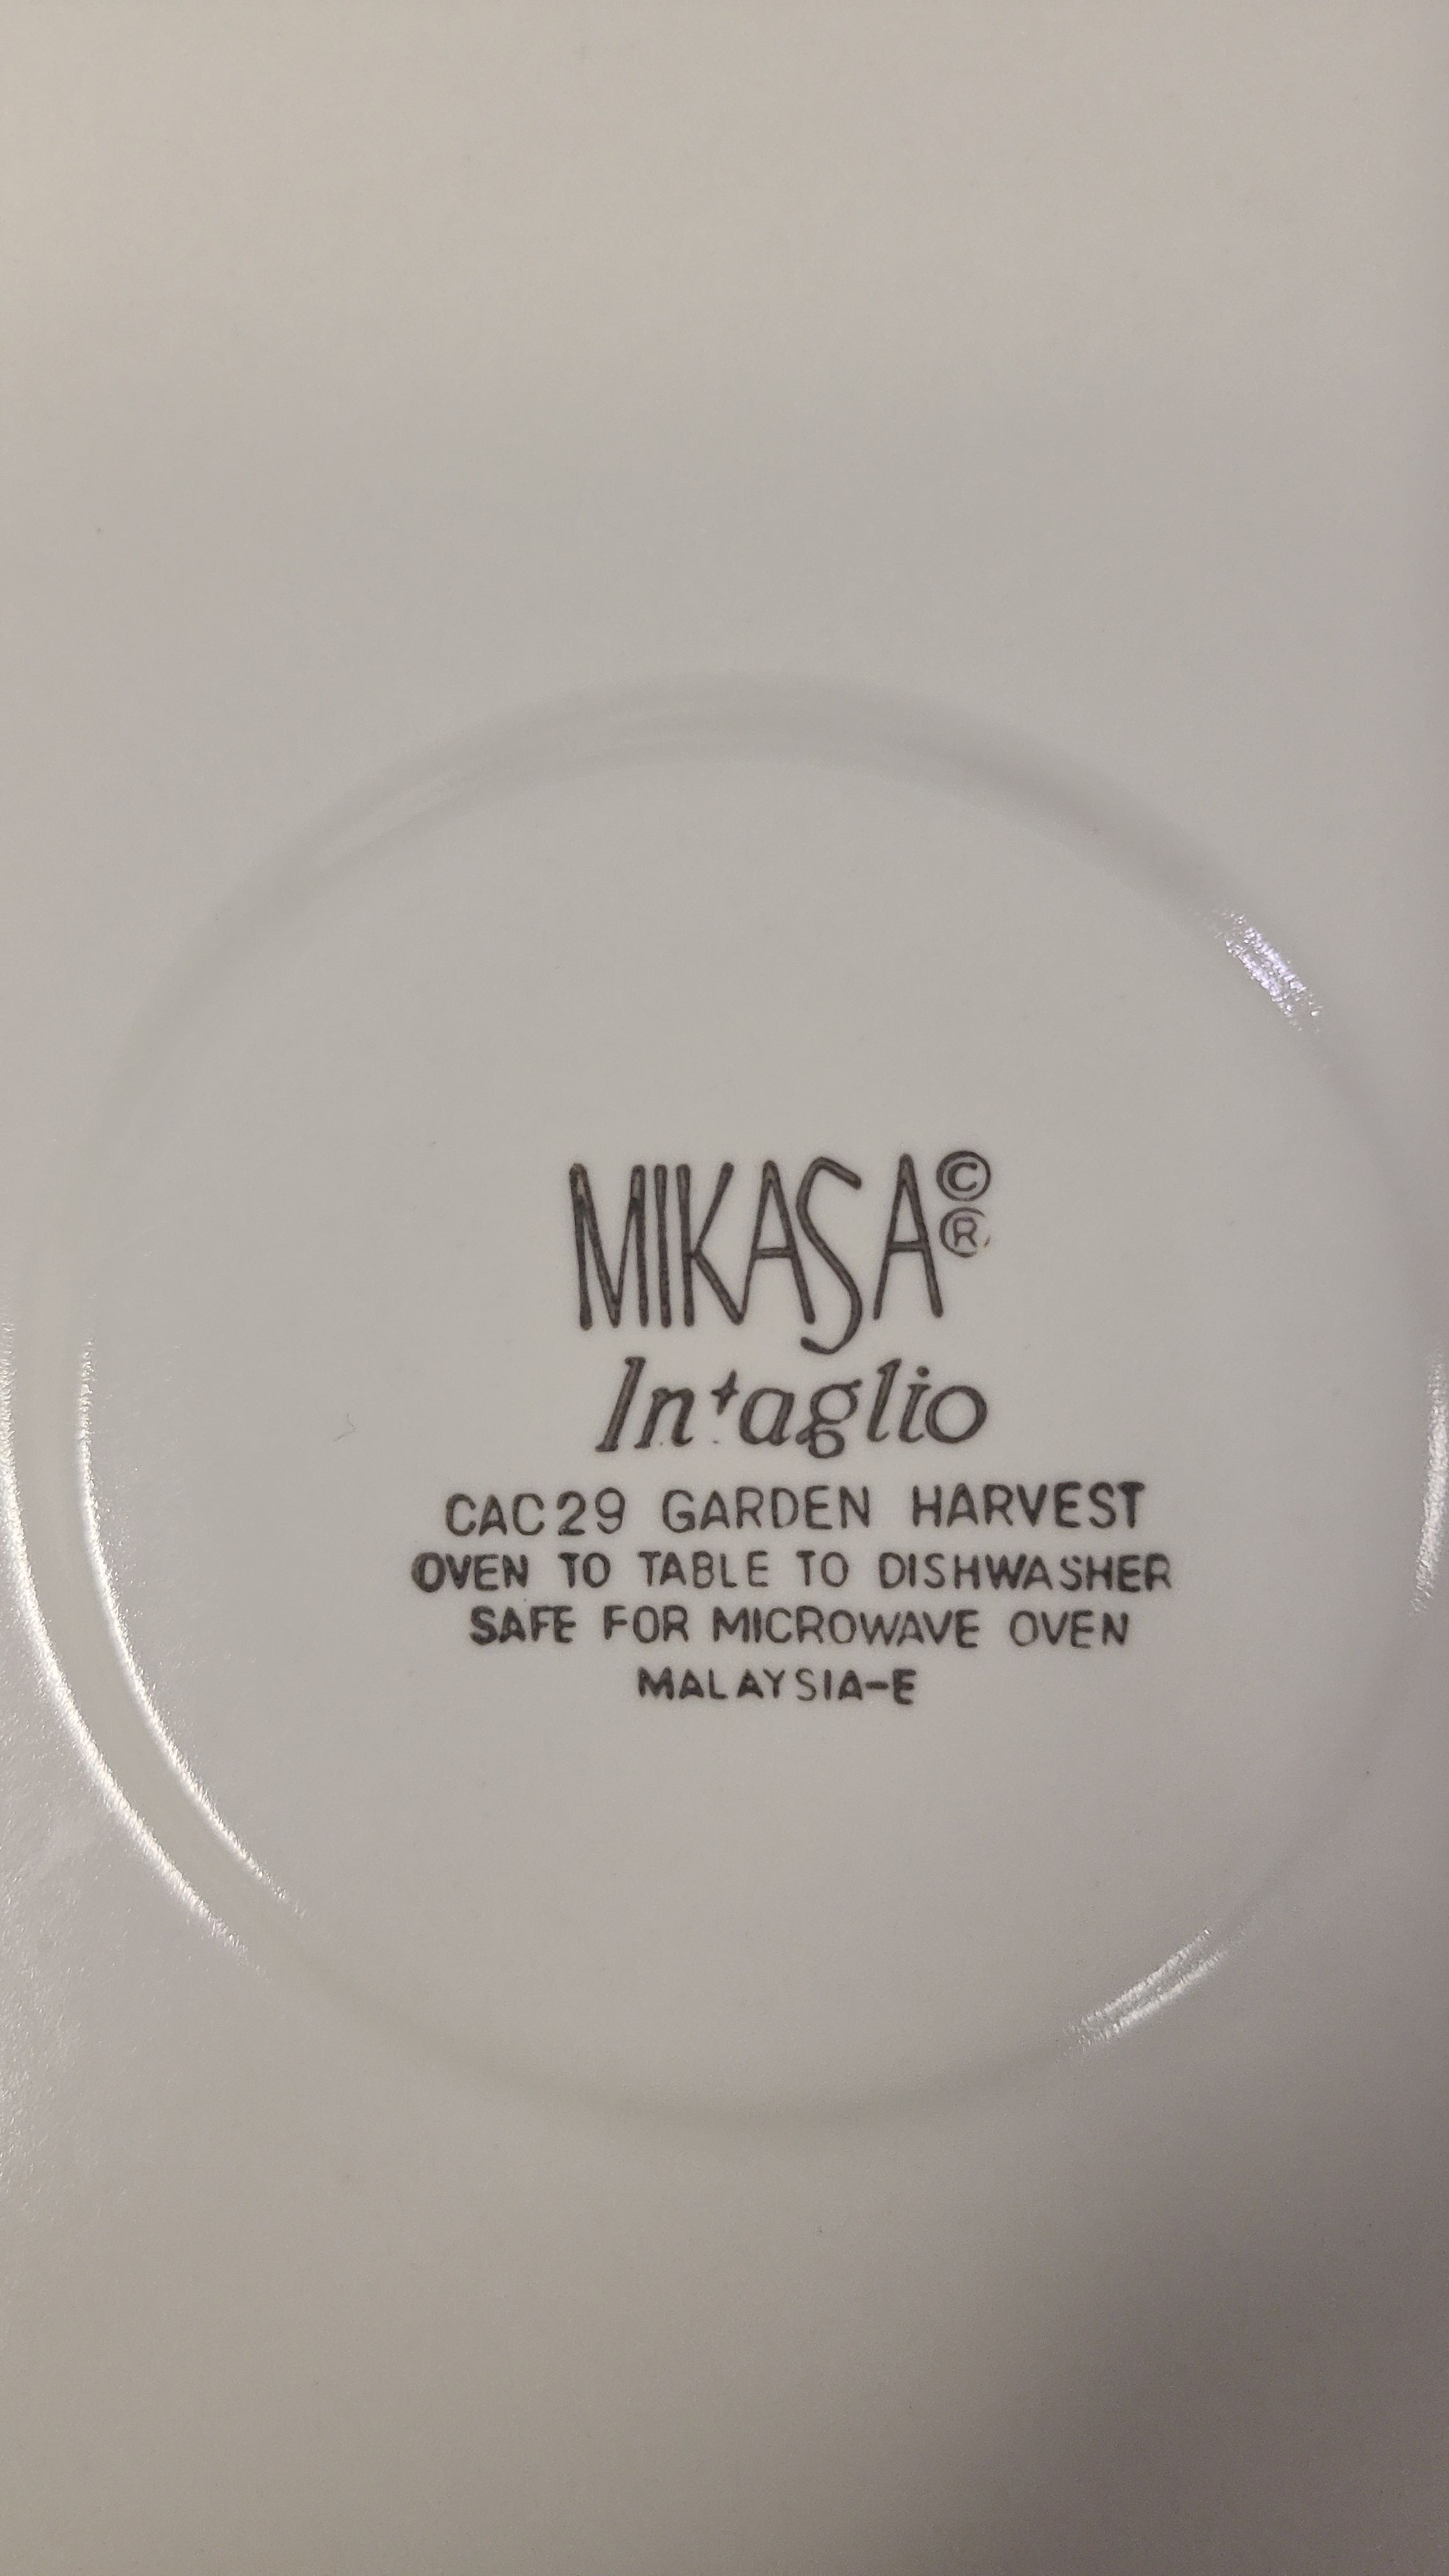 MIKASA©®
Intaglio
CAC29 GARDEN HARVEST
OVEN TO TABLE TO DISHWASHER
SAFE FOR MICROWAVE OVEN
MALAYSIA-E